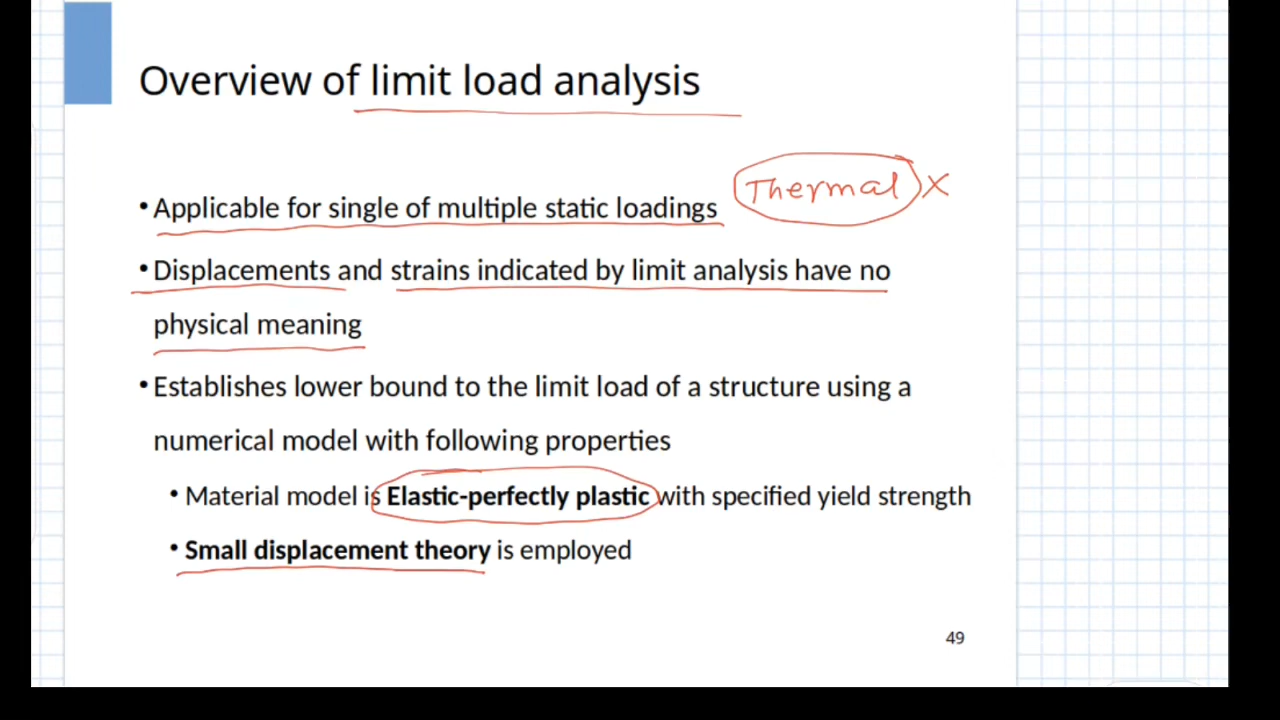 Overview of limit load analysis
Thermal X
• Applicable for single of multiple static loadings
• Displacements and strains indicated by limit analysis have no
physical meaning
• Establishes lower bound to the limit load of a structure using a
numerical model with following properties
• Material model is Elastic-perfectly plastic with specified yield strength
• Small displacement theory is employed
49